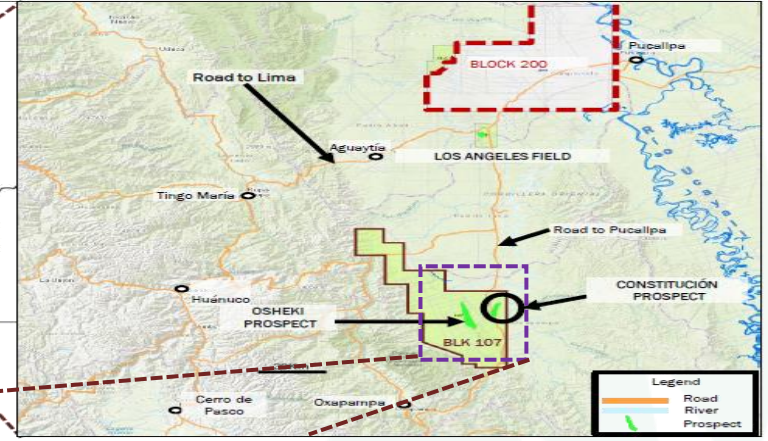 Pucallpa
BLOCK 200
Road to Lima
Aguaytía
LOS ANGELES FIELD
Tingo María
Road to Pucallpa
CONSTITUCIÓN
PROSPECT
Huánuco
OSHEKI
PROSPECT
BLK 107
Cerro de
Pasco
Oxapampa
Legend
Road
River
Prospect